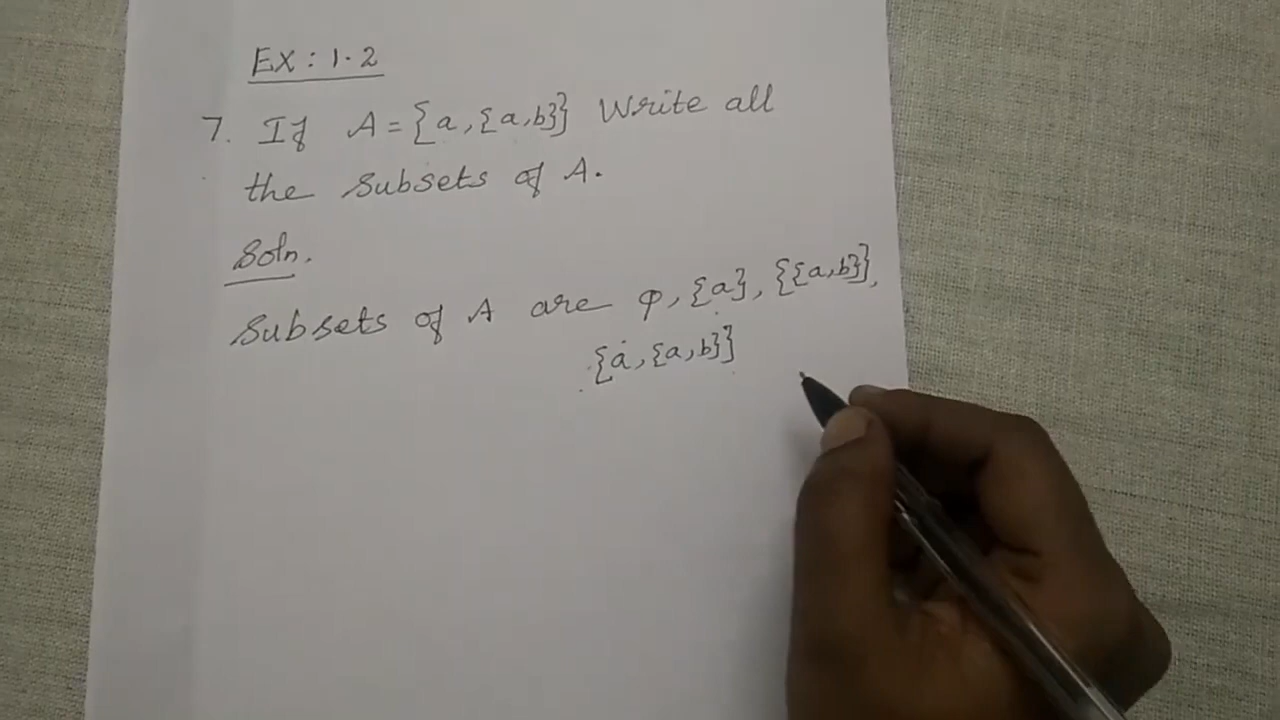 EX : 1.2
7. If A = {a, {a,b}} Write all
the subsets of A.
Soln.
Subsets of A are φ, {a}, {{a,b}},
{a, {a,b}}